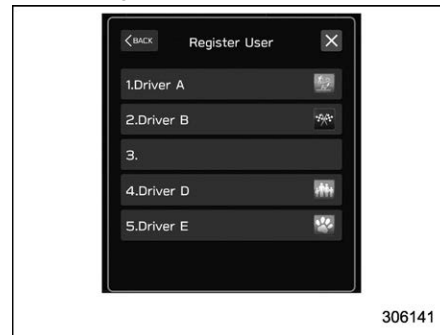 BACK Register User
1.Driver A
2.Driver B
3.
4.Driver D
5.Driver E
306141